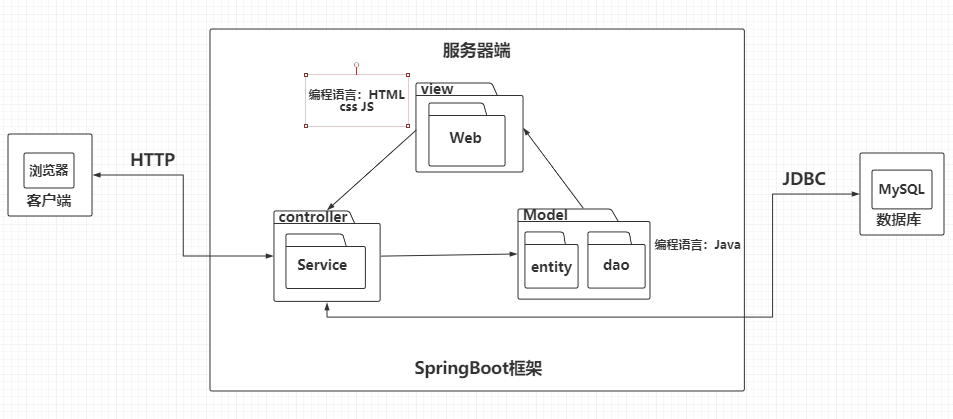 服务器端
编程语言：HTML
css JS
view
Web
HTTP
浏览器
客户端
controller
Service
Model
entity
dao
编程语言：Java
JDBC
MySQL
数据库
SpringBoot框架